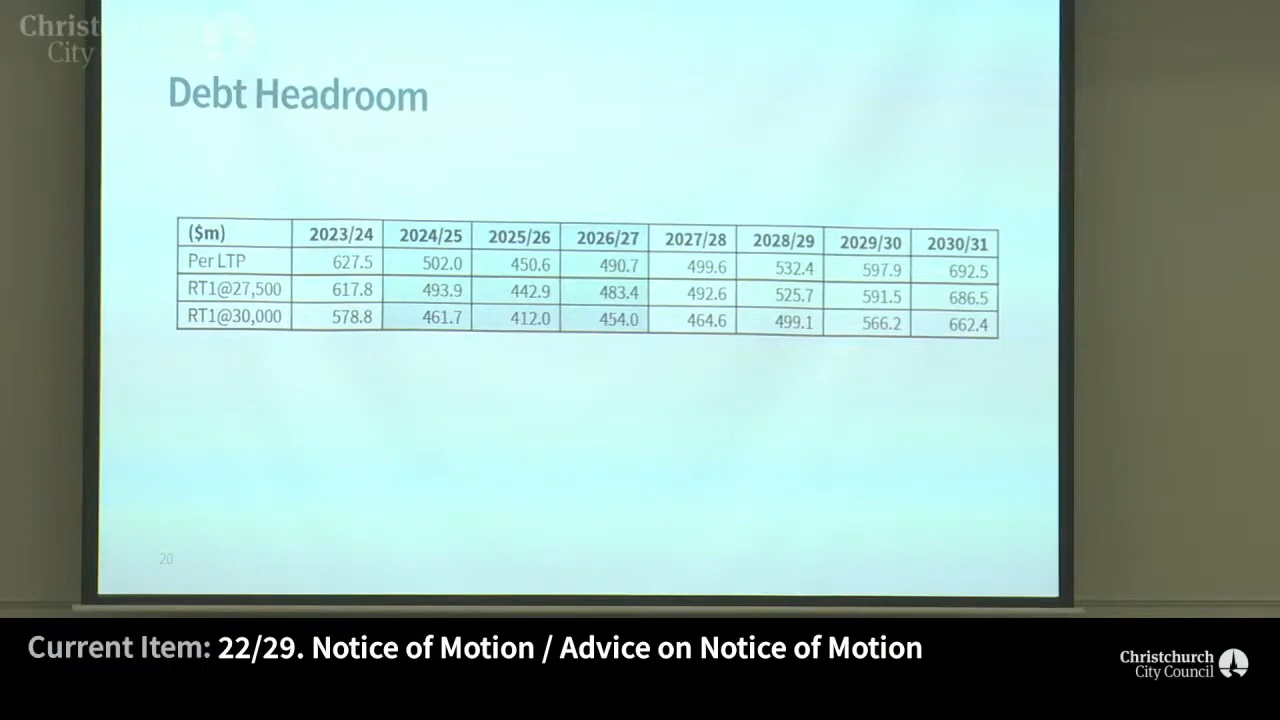 Christ
City
Debt Headroom
($m) 2023/24 2024/25 2025/26 2026/27 2027/28 2028/29 2029/30 2030/31
Per LTP 627.5 502.0 450.6 490.7 499.6 532.4 597.9 692.5
RT1@27,500 617.8 493.9 442.9 483.4 492.6 525.7 591.5 686.5
RT1@30,000 578.8 461.7 412.0 454.0 464.6 499.1 566.2 662.4
20
Current Item: 22/29. Notice of Motion / Advice on Notice of Motion
Christchurch
City Council